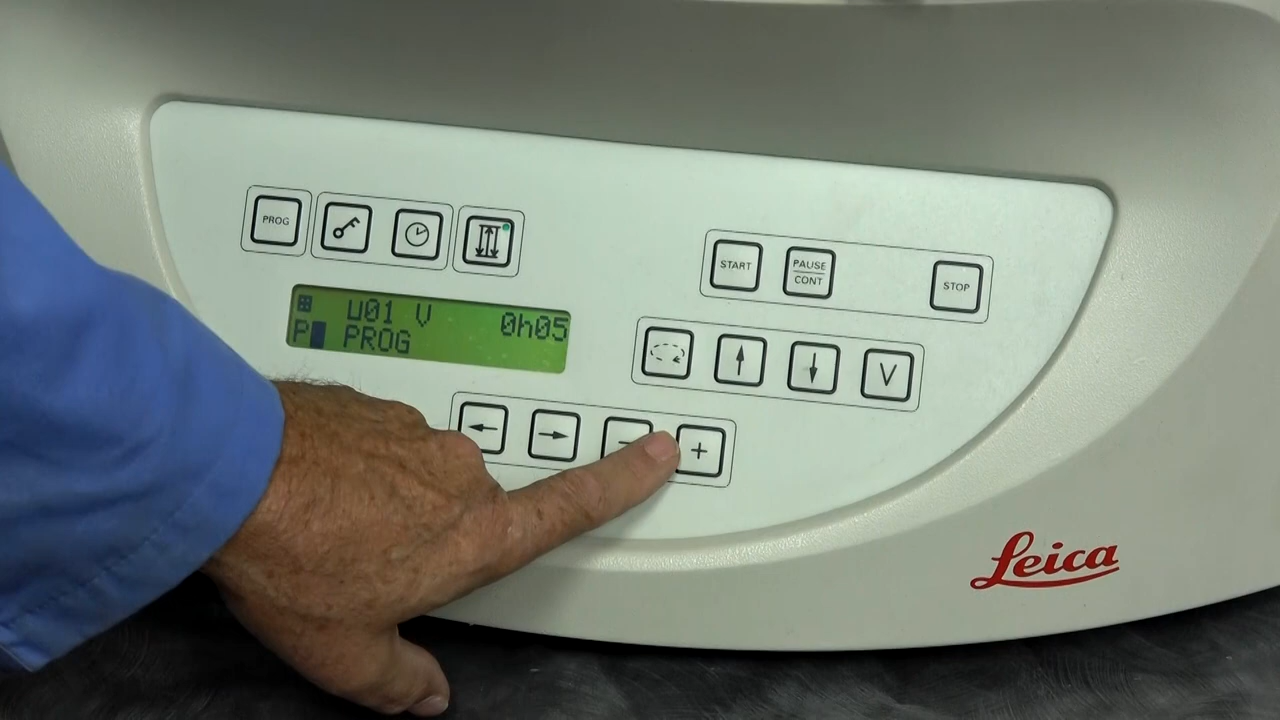 PROG
START
PAUSE
CONT
STOP
u01 V 0h05
P PROG
V
- +
Leica